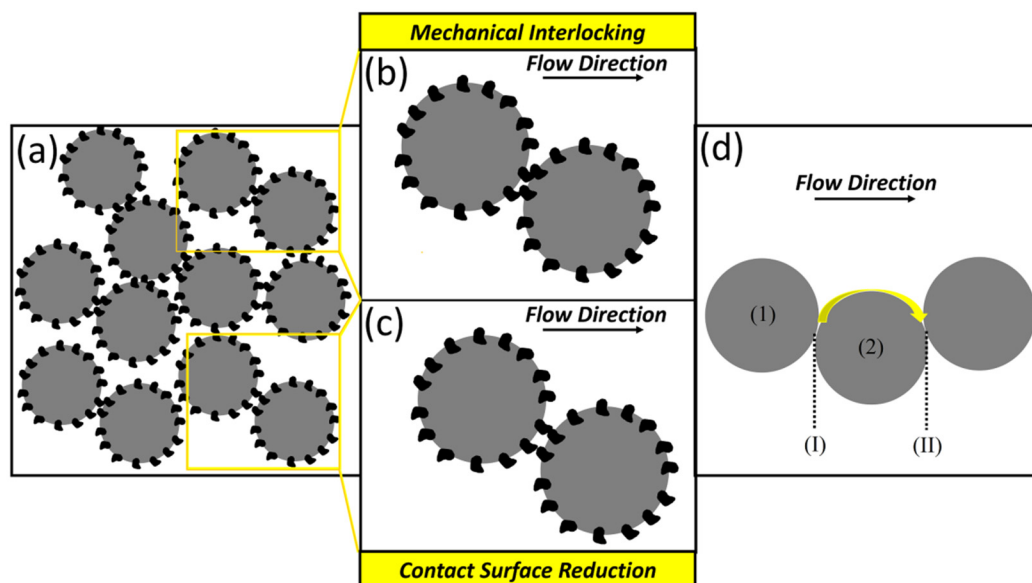 Mechanical Interlocking
(a)
(b)
Flow Direction
(c)
Flow Direction
(d)
Flow Direction
(1)
(2)
(I)
(II)
Contact Surface Reduction